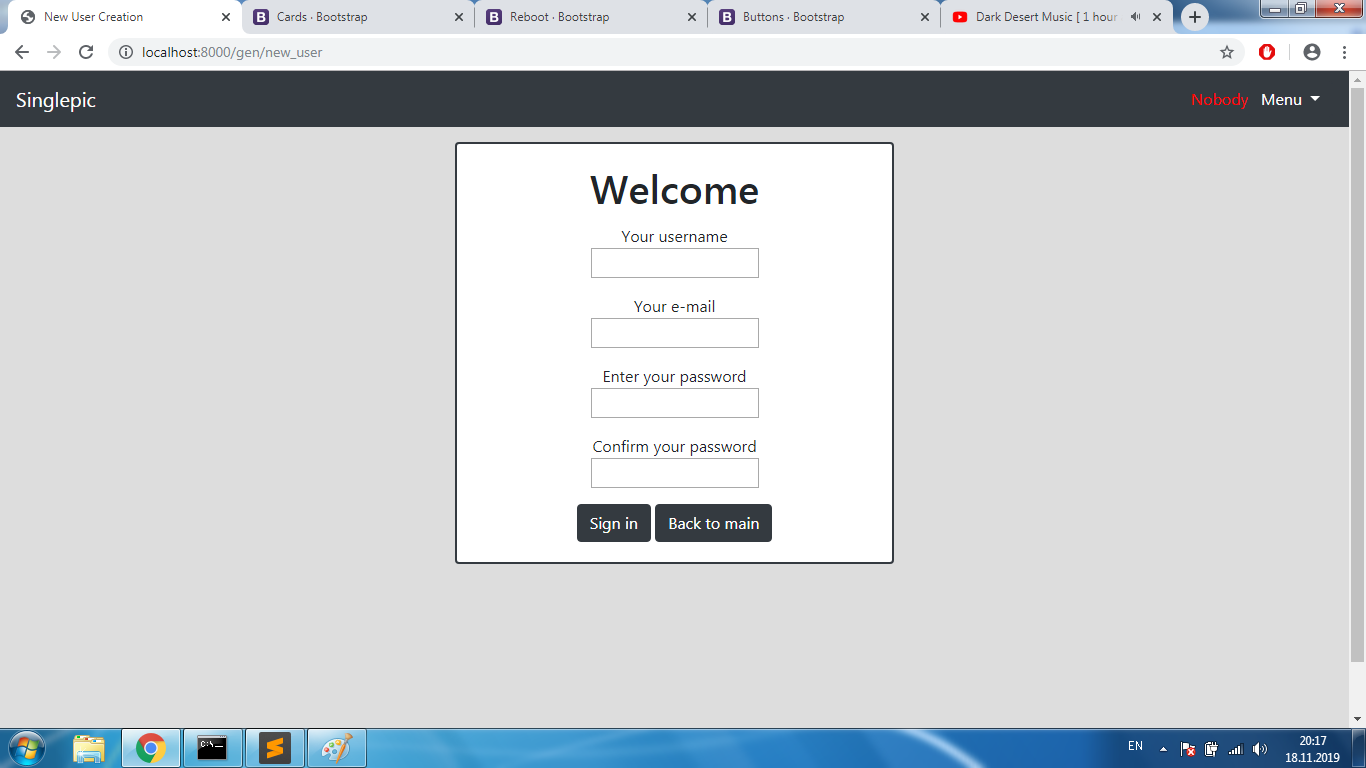 New User Creation
Cards · Bootstrap
Reboot · Bootstrap
Buttons · Bootstrap
Dark Desert Music [ 1 hour
localhost:8000/gen/new_user
Singlepic
Nobody Menu
Welcome
Your username
Your e-mail
Enter your password
Confirm your password
Sign in Back to main
C:\
EN
20:17
18.11.2019